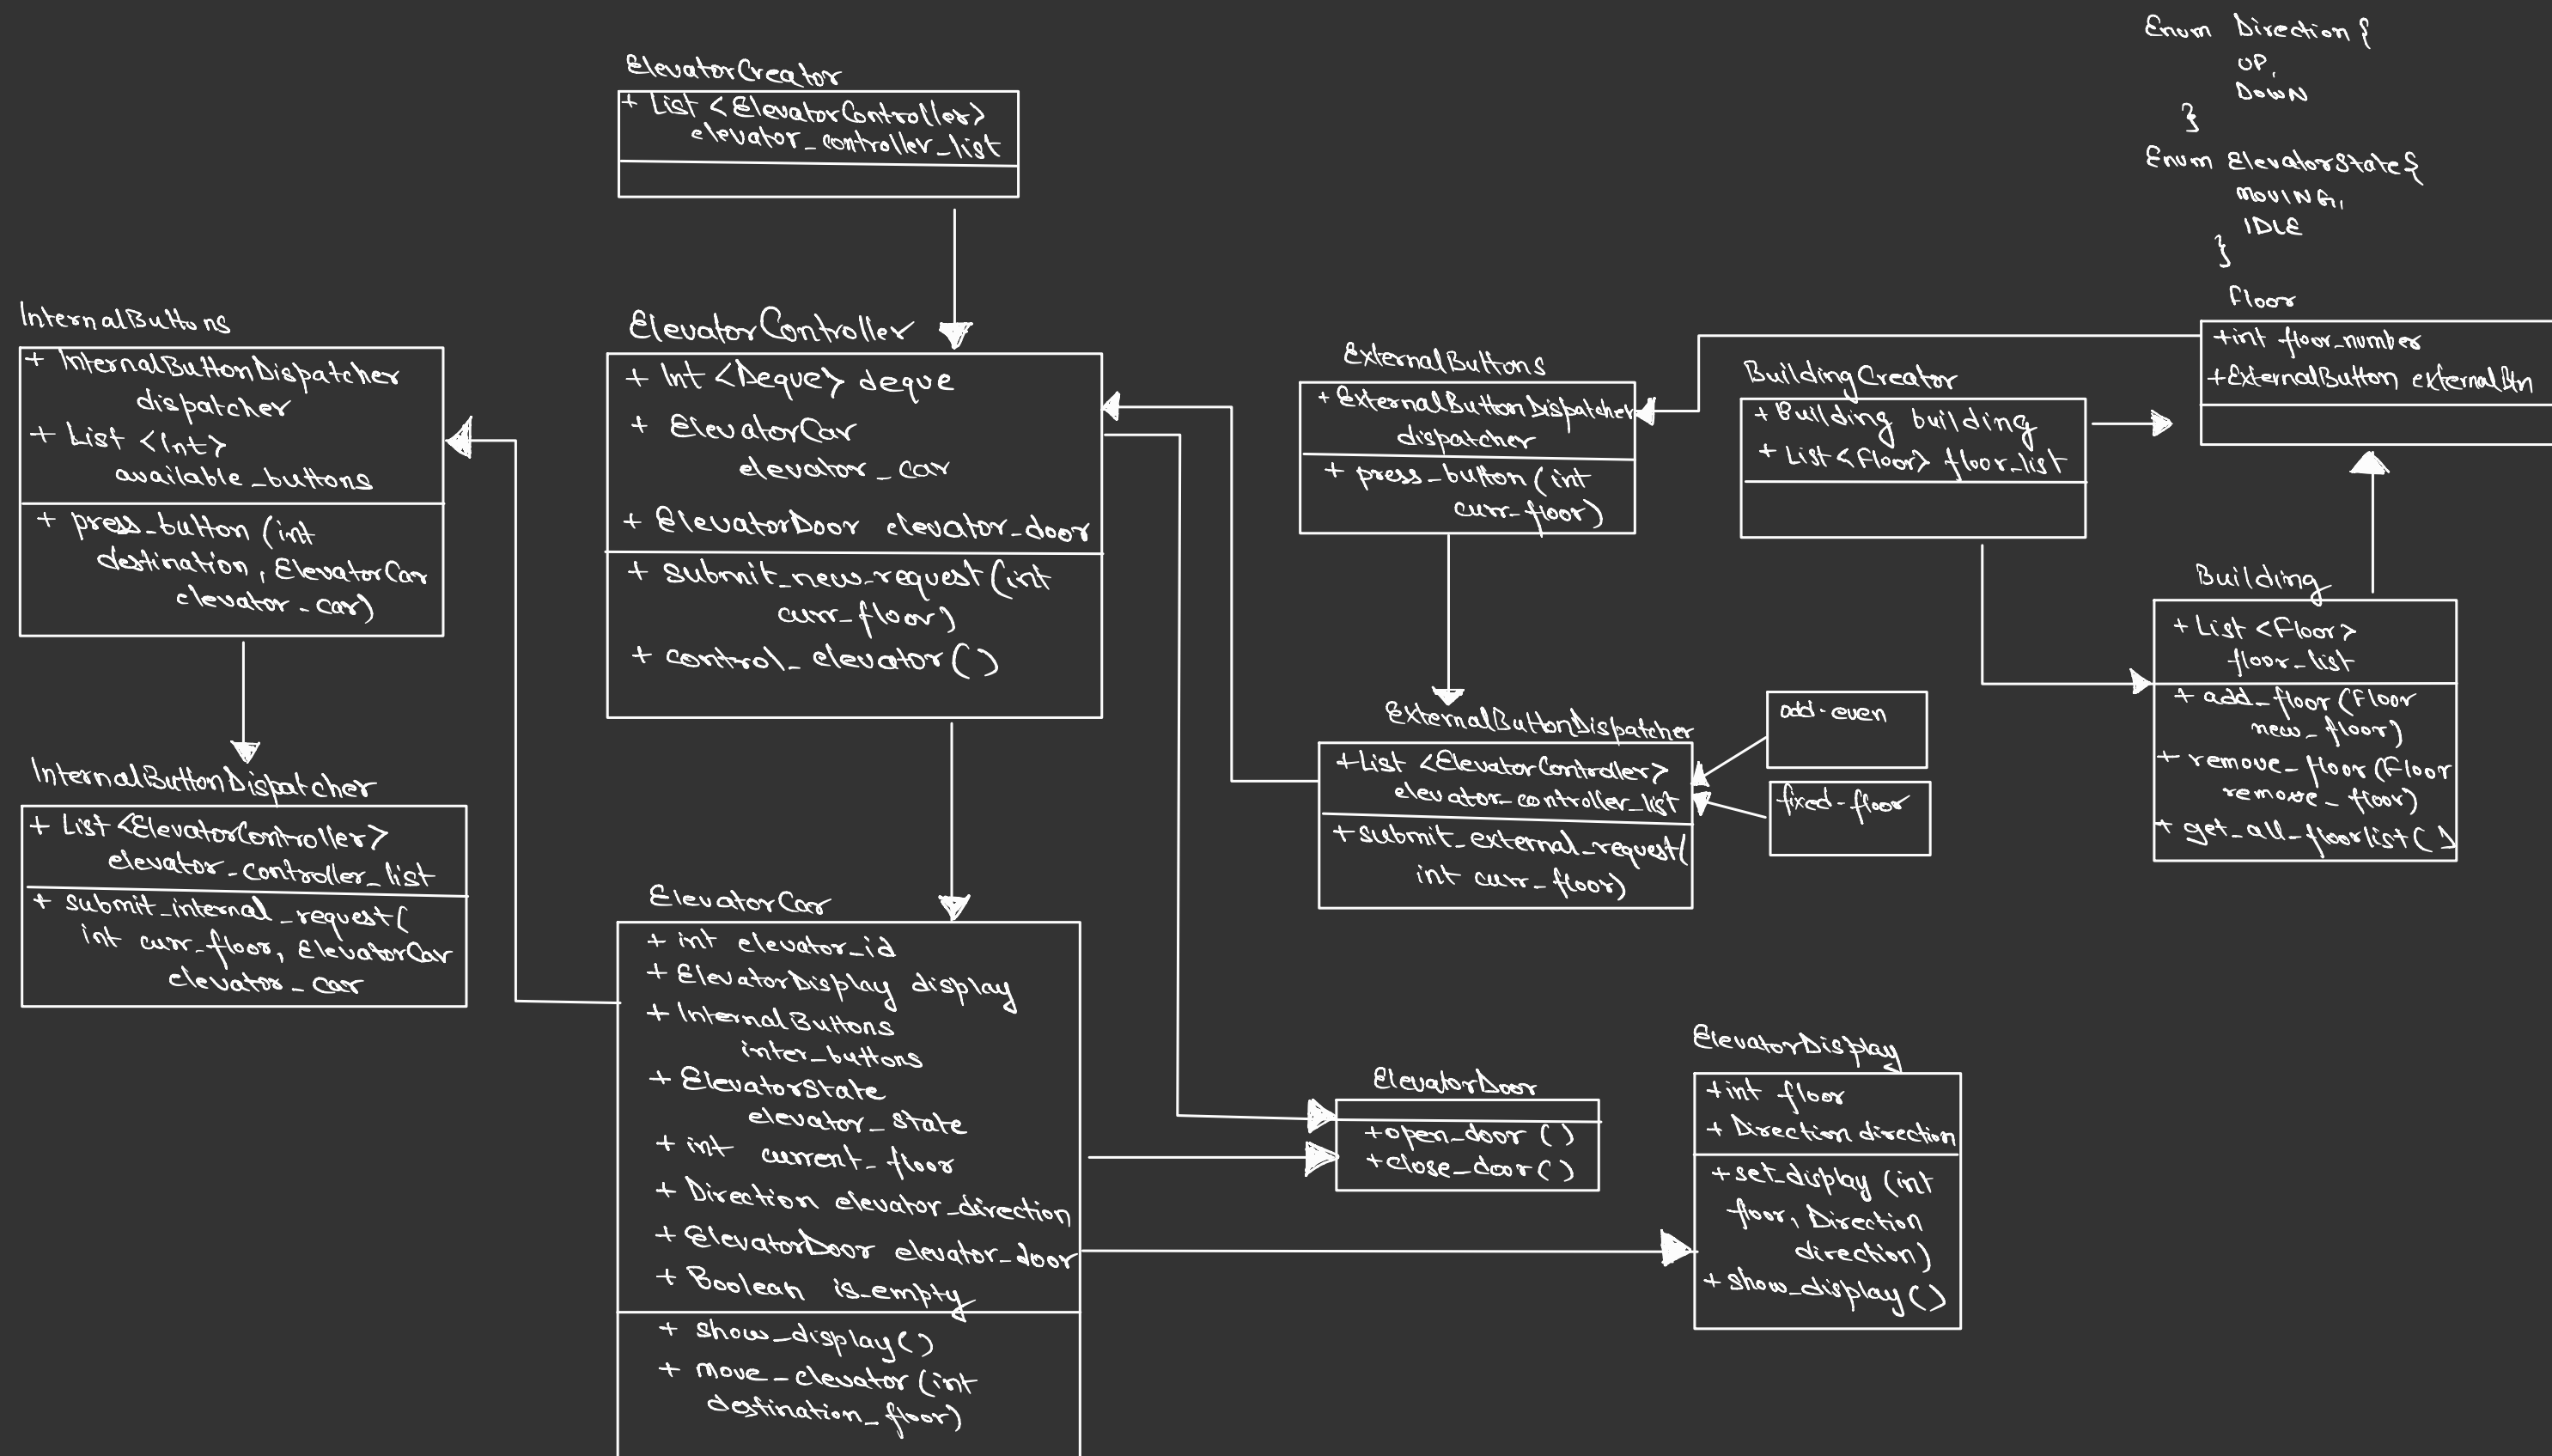 Enum Direction {
UP,
DOWN
}
Enum ElevatorState {
MOVING,
IDLE
}
ElevatorCreator
+ List <ElevatorController>
elevator_controller_list
InternalButtons
+ InternalButtonDispatcher
dispatcher
+ List <Int>
available_buttons
+ press_button (int
destination, ElevatorCar
elevator_car)
InternalButtonDispatcher
+ List <ElevatorController>
elevator_controller_list
+ submit_internal_request(
int curr_floor, ElevatorCar
elevator_car
ElevatorController
+ Int <Deque> deque
+ ElevatorCar
elevator_car
+ ElevatorDoor elevator_door
+ submit_new_request (int
curr_floor)
+ control_elevator ()
ElevatorCar
+ int elevator_id
+ ElevatorDisplay display
+ InternalButtons
inter_buttons
+ ElevatorState
elevator_state
+ int current_floor
+ Direction elevator_direction
+ ElevatorDoor elevator_door
+ Boolean is_empty
+ show_display()
+ move_elevator (int
destination_floor)
ExternalButtons
+ ExternalButtonDispatcher
dispatcher
+ press_button (int
curr_floor)
ExternalButtonDispatcher
+ List <ElevatorController>
elevator_controller_list
+ submit_external_request(
int curr_floor)
odd-even
fixed-floor
BuildingCreator
+ Building building
+ List <Floor> floor_list
Floor
+ int floor_number
+ ExternalButton externalBtn
Building
+ List <Floor>
floor_list
+ add_floor (Floor
new_floor)
+ remove_floor (Floor
remove_floor)
+ get_all_floorlist ()
ElevatorDoor
+ open_door ()
+ close_door ()
ElevatorDisplay
+ int floor
+ Direction direction
+ set_display (int
floor, Direction
direction)
+ show_display ()